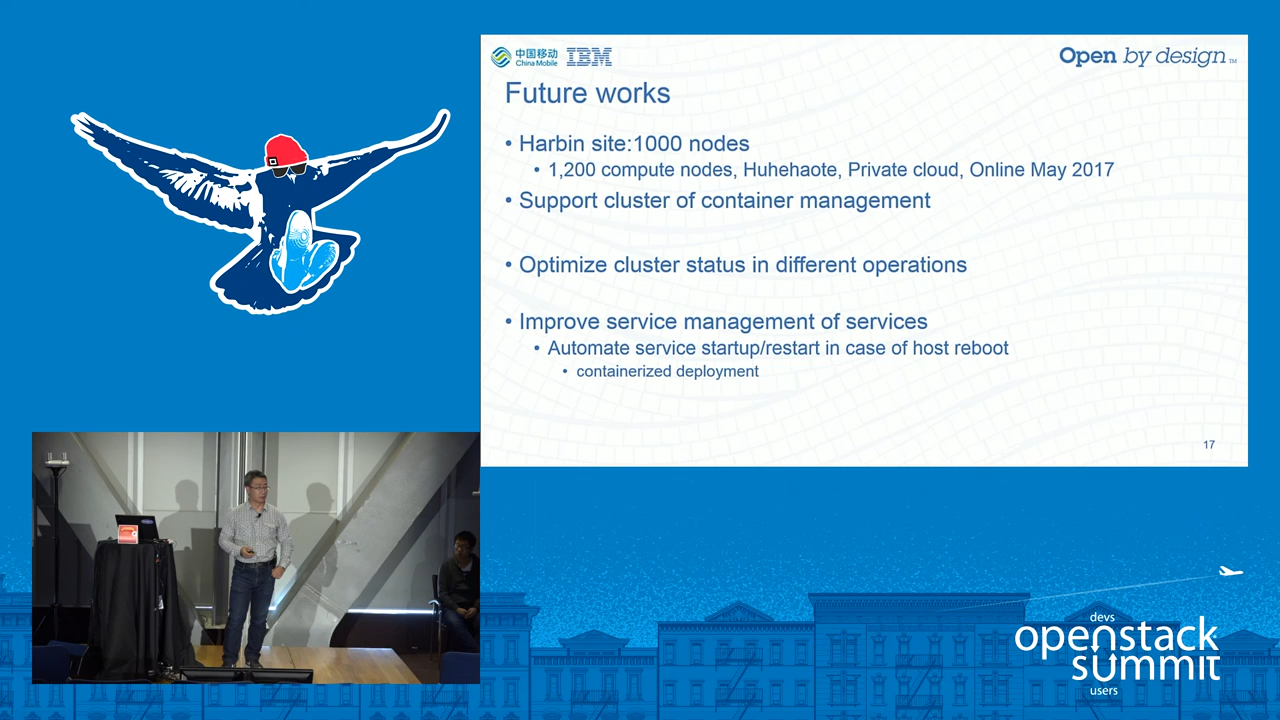 中国移动
China Mobile
IBM
Open by design™
Future works
• Harbin site:1000 nodes
• 1,200 compute nodes, Huhehaote, Private cloud, Online May 2017
• Support cluster of container management
• Optimize cluster status in different operations
• Improve service management of services
• Automate service startup/restart in case of host reboot
• containerized deployment
17
devs
openstack
summit
users